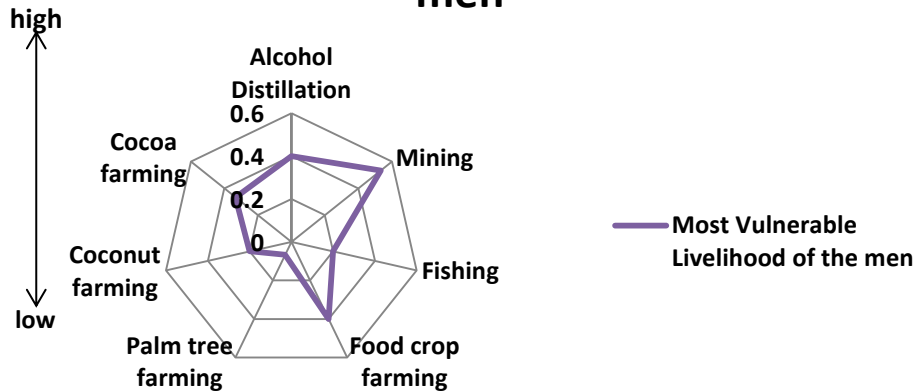 men
high
Alcohol
Distillation
0.6
Cocoa
farming
0.4
Mining
0.2
Most Vulnerable
Livelihood of the men
0
Coconut
farming
Fishing
low
Palm tree
farming
Food crop
farming